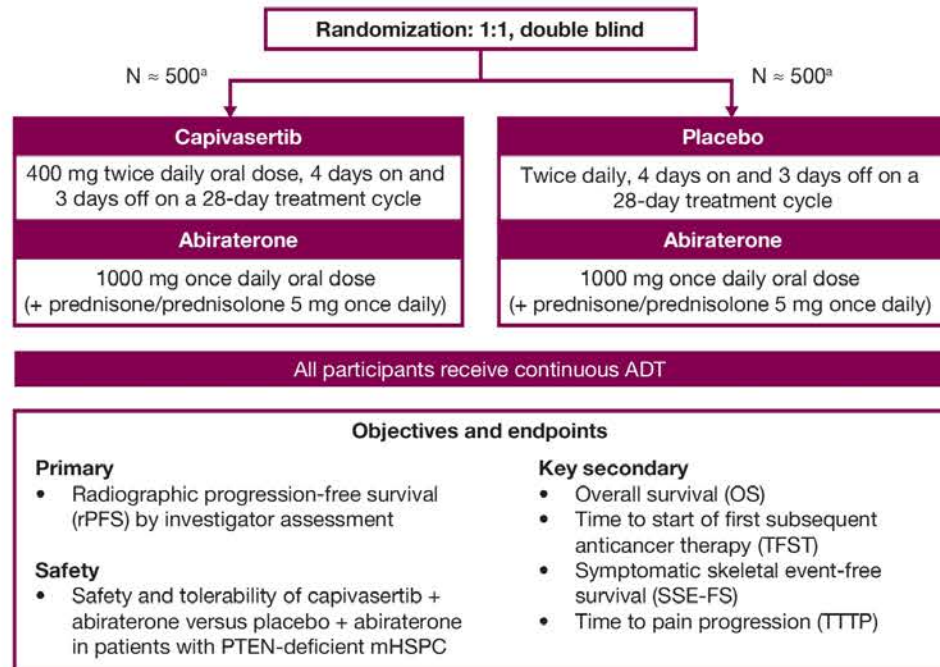 Randomization: 1:1, double blind
N ≈ 500ª
N ≈ 500ª
Capivasertib
400 mg twice daily oral dose, 4 days on and
3 days off on a 28-day treatment cycle
Abiraterone
1000 mg once daily oral dose
(+ prednisone/prednisolone 5 mg once daily)
Placebo
Twice daily, 4 days on and 3 days off on a
28-day treatment cycle
Abiraterone
1000 mg once daily oral dose
(+ prednisone/prednisolone 5 mg once daily)
All participants receive continuous ADT
Objectives and endpoints
Primary
• Radiographic progression-free survival
(rPFS) by investigator assessment
Safety
• Safety and tolerability of capivasertib +
abiraterone versus placebo + abiraterone
in patients with PTEN-deficient mHSPC
Key secondary
• Overall survival (OS)
• Time to start of first subsequent
anticancer therapy (TFST)
• Symptomatic skeletal event-free
survival (SSE-FS)
• Time to pain progression (TTTP)